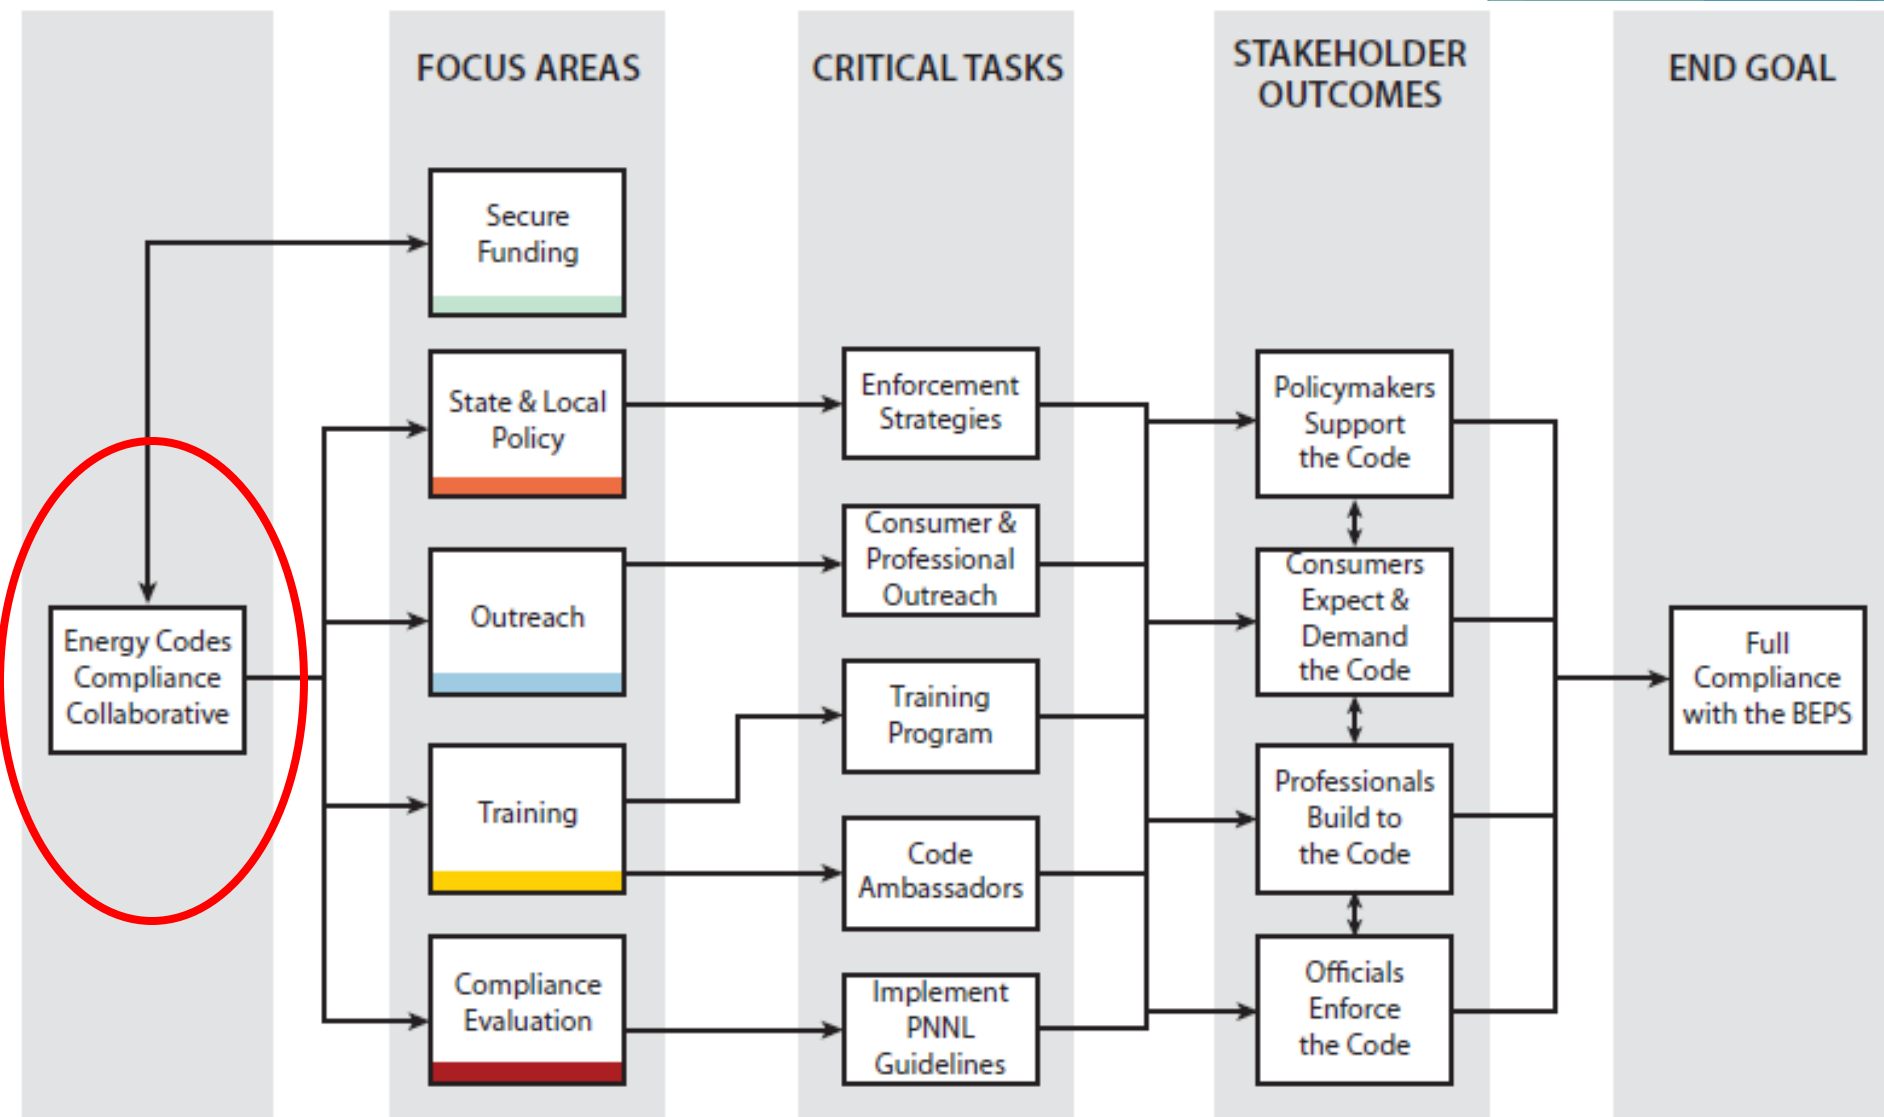 FOCUS AREAS
CRITICAL TASKS
STAKEHOLDER
OUTCOMES
END GOAL
Energy Codes
Compliance
Collaborative
Secure
Funding
State & Local
Policy
Outreach
Training
Compliance
Evaluation
Enforcement
Strategies
Consumer &
Professional
Outreach
Training
Program
Code
Ambassadors
Implement
PNNL
Guidelines
Policymakers
Support
the Code
Consumers
Expect &
Demand
the Code
Professionals
Build to
the Code
Officials
Enforce
the Code
Full
Compliance
with the BEPS